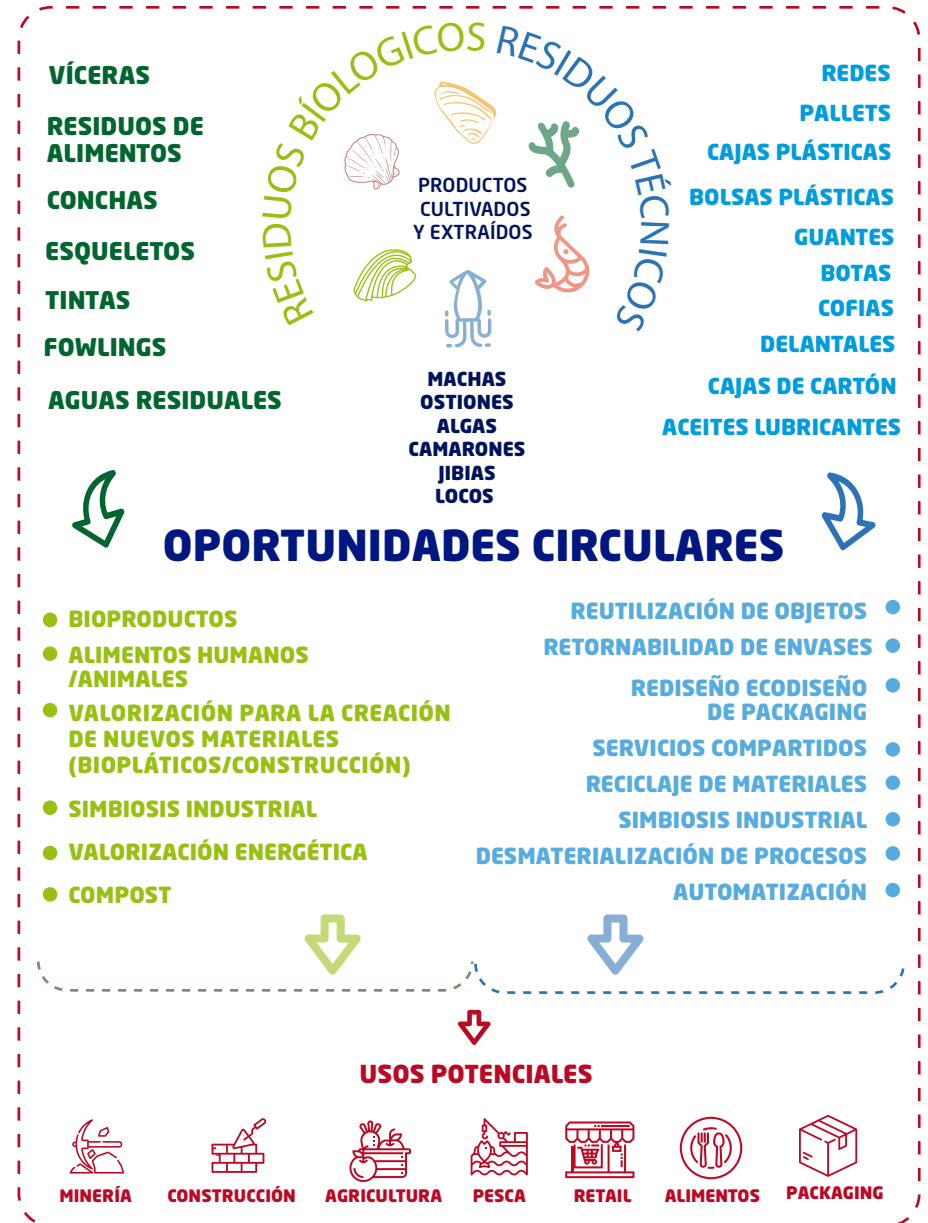 RESIDUOS BÍOLOGICOS
RESIDUOS TÉCNICOS
VÍCERAS
RESIDUOS DE
ALIMENTOS
CONCHAS
ESQUELETOS
TINTAS
FOWLINGS
AGUAS RESIDUALES
PRODUCTOS
CULTIVADOS
Y EXTRAÍDOS
MACHAS
OSTIONES
ALGAS
CAMARONES
JIBIAS
LOCOS
REDES
PALLETS
CAJAS PLÁSTICAS
BOLSAS PLÁSTICAS
GUANTES
BOTAS
COFIAS
DELANTALES
CAJAS DE CARTÓN
ACEITES LUBRICANTES
OPORTUNIDADES CIRCULARES
BIOPRODUCTOS
ALIMENTOS HUMANOS
/ANIMALES
VALORIZACIÓN PARA LA CREACIÓN
DE NUEVOS MATERIALES
(BIOPLÁTICOS/CONSTRUCCIÓN)
SIMBIOSIS INDUSTRIAL
VALORIZACIÓN ENERGÉTICA
COMPOST
REUTILIZACIÓN DE OBJETOS
RETORNABILIDAD DE ENVASES
REDISEÑO ECODISEÑO
DE PACKAGING
SERVICIOS COMPARTIDOS
RECICLAJE DE MATERIALES
SIMBIOSIS INDUSTRIAL
DESMATERIALIZACIÓN DE PROCESOS
AUTOMATIZACIÓN
USOS POTENCIALES
MINERÍA
CONSTRUCCIÓN
AGRICULTURA
PESCA
RETAIL
ALIMENTOS
PACKAGING